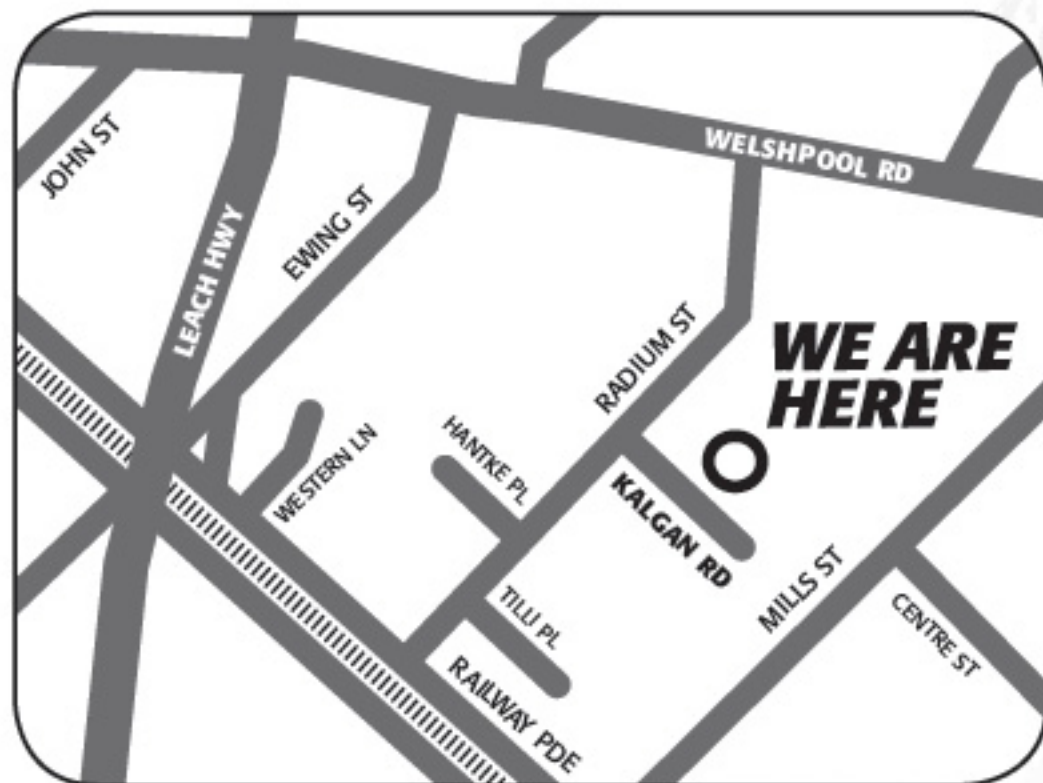 WELSHPOOL RD
JOHN ST
LEACH HWY
EWING ST
RADIUM ST
WE ARE
HERE
WESTERN LN
HANTKE PL
KALGAN RD
MILLS ST
TILLI PL
CENTRE ST
RAILWAY PDE